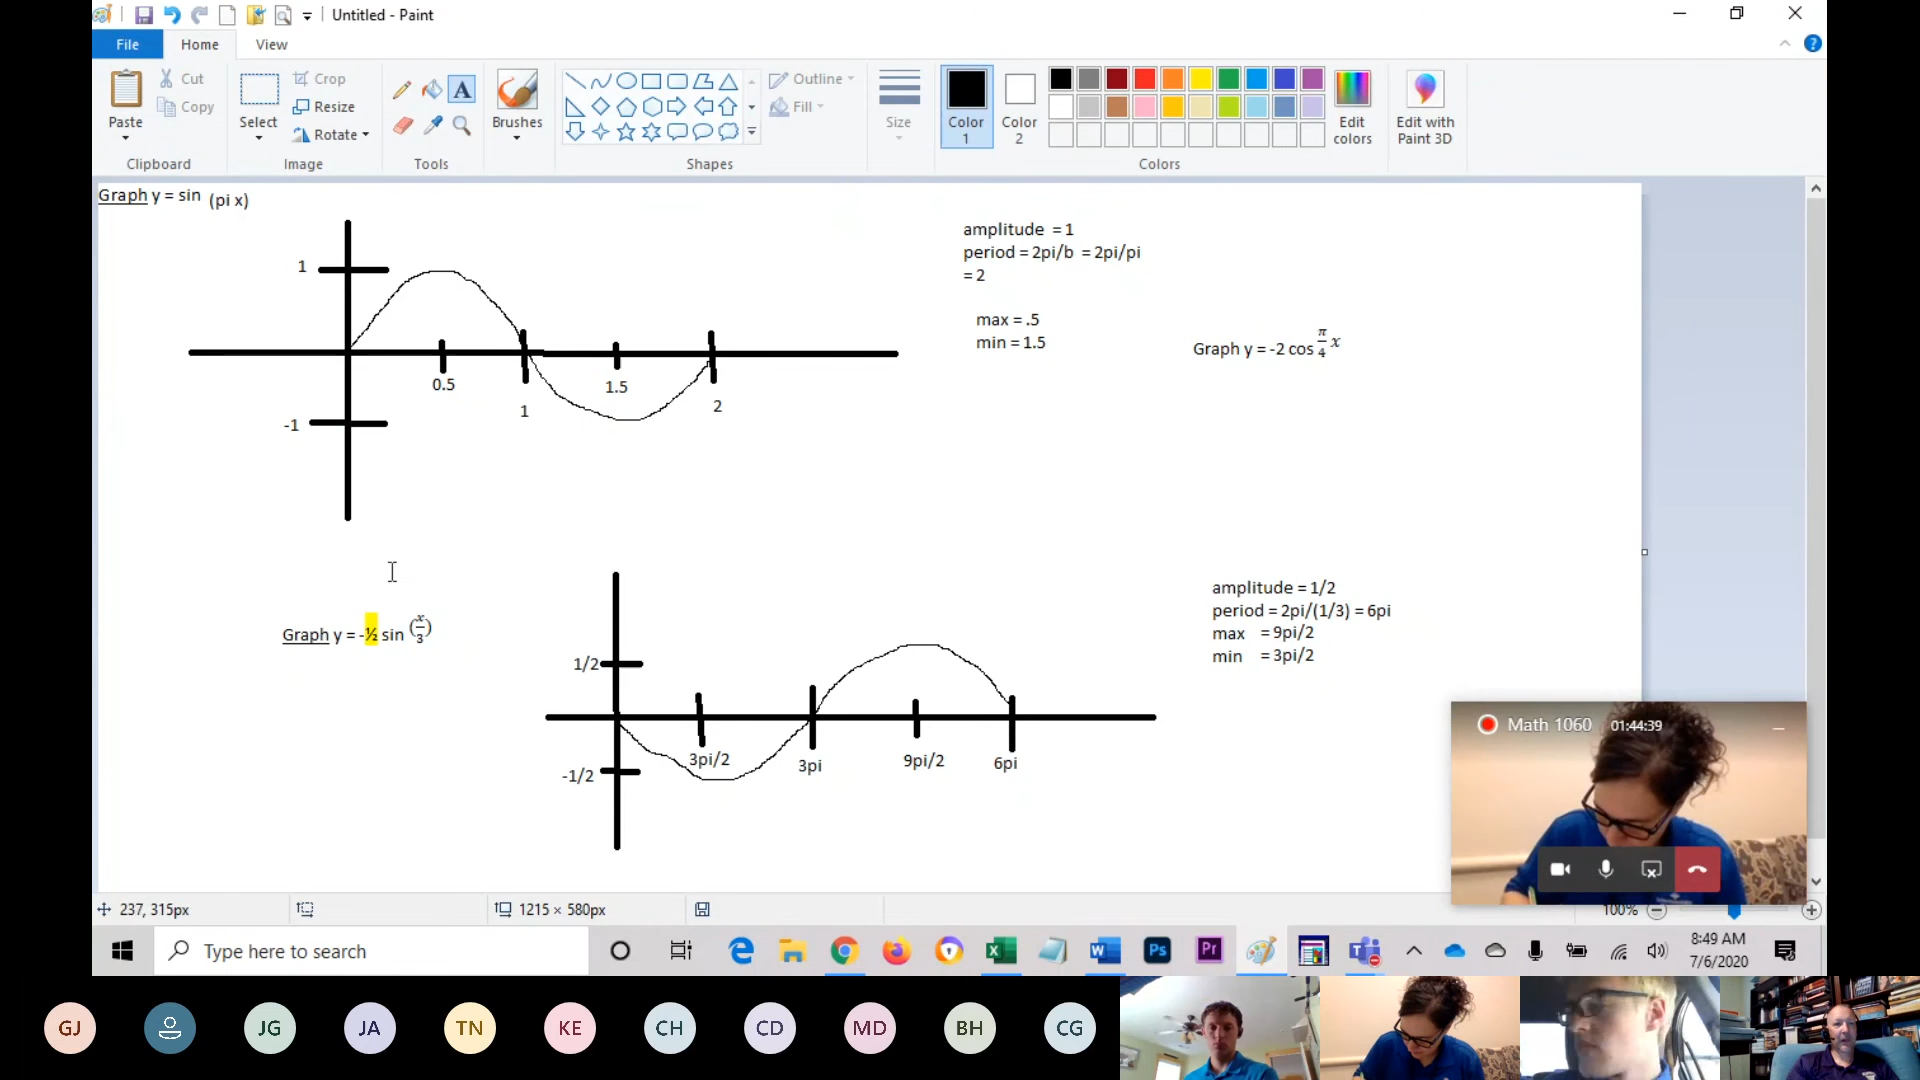 Untitled - Paint
File
Home
View
Paste
Cut
Copy
Clipboard
Select
Crop
Resize
Rotate
Image
Tools
Brushes
Shapes
Outline
Fill
Size
Color 1
Color 2
Edit colors
Edit with Paint 3D
Colors
Graph y = sin (pi x)
1
-1
0.5
1
1.5
2
amplitude = 1
period = 2pi/b = 2pi/pi
= 2
max = .5
min = 1.5
Graph y = -2 cos π/4 x
Graph y = -½ sin (x/3)
1/2
-1/2
3pi/2
3pi
9pi/2
6pi
amplitude = 1/2
period = 2pi/(1/3) = 6pi
max = 9pi/2
min = 3pi/2
Math 1060 01:44:39
237, 315px
1215 × 580px
100%
Type here to search
Ps
Pr
8:49 AM
7/6/2020
GJ
JG
JA
TN
KE
CH
CD
MD
BH
CG